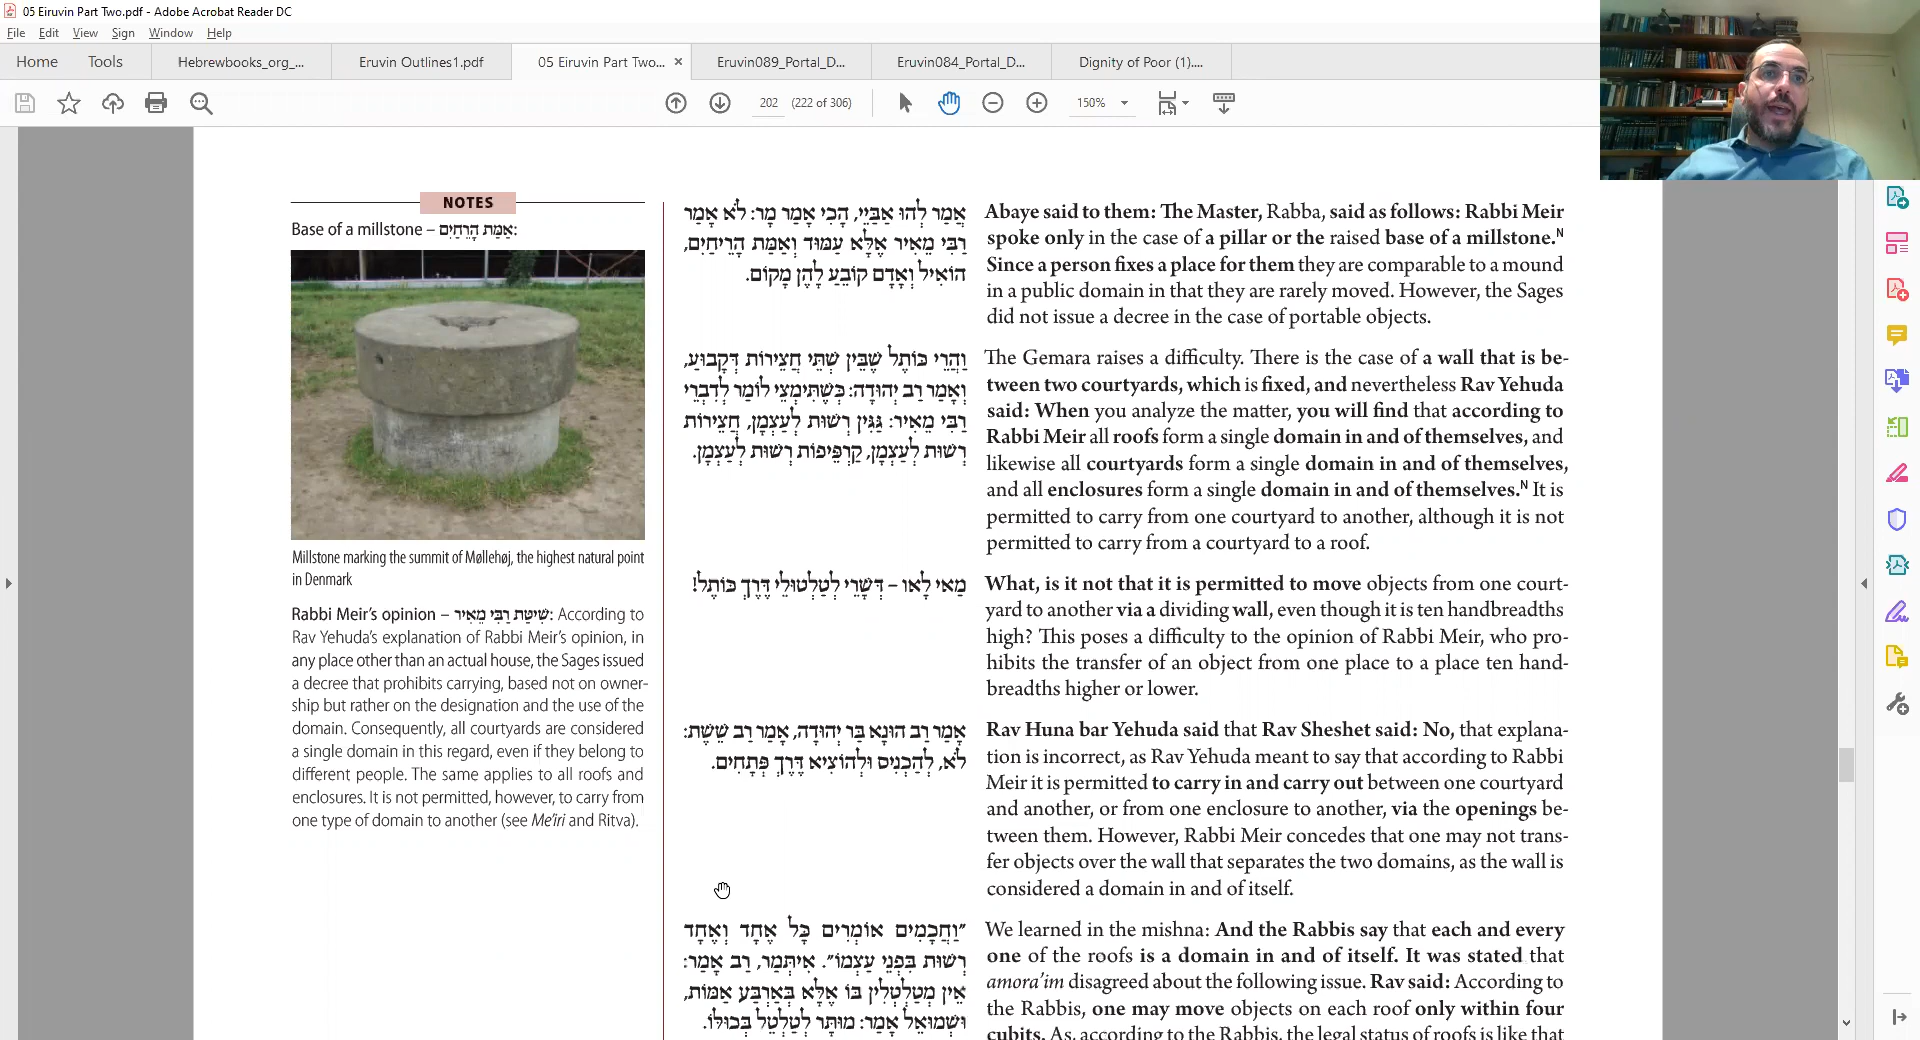 05 Eiruvin Part Two.pdf - Adobe Acrobat Reader DC
File Edit View Sign Window Help
Home Tools Hebrewbooks_org_... Eruvin Outlines1.pdf 05 Eiruvin Part Two... × Eruvin089_Portal_D... Eruvin084_Portal_D... Dignity of Poor (1)....
202 (222 of 306) 150%
NOTES
Base of a millstone – אַמַּת הָרֵחַיִם:
Millstone marking the summit of Møllehøj, the highest natural point
in Denmark
Rabbi Meir's opinion – שִׁיטַּת רַבִּי מֵאִיר: According to
Rav Yehuda's explanation of Rabbi Meir's opinion, in
any place other than an actual house, the Sages issued
a decree that prohibits carrying, based not on owner-
ship but rather on the designation and the use of the
domain. Consequently, all courtyards are considered
a single domain in this regard, even if they belong to
different people. The same applies to all roofs and
enclosures. It is not permitted, however, to carry from
one type of domain to another (see Me'iri and Ritva).
אֲמַר לְהוּ אַבַּיֵי, הָכִי אָמַר מָר: לֹא אָמַר
רַבִּי מֵאִיר אֶלָּא עַמּוּד וְאַמַּת הָרֵיחַיִם,
הוֹאִיל וְאָדָם קוֹבֵעַ לָהֶן מָקוֹם.
וַהֲרֵי כּוֹתֶל שֶׁבֵּין שְׁתֵּי חֲצֵירוֹת דְּקָבוּעַ,
וְאָמַר רַב יְהוּדָה: כְּשֶׁתִּימְצֵי לוֹמַר לְדִבְרֵי
רַבִּי מֵאִיר: גַּגִּין רְשׁוּת לְעַצְמָן, חֲצֵירוֹת
רְשׁוּת לְעַצְמָן, קַרְפֵּיפוֹת רְשׁוּת לְעַצְמָן.
מַאי לָאו – דְּשָׁרֵי לְטַלְטוּלֵי דֶּרֶךְ כּוֹתֶל!
אָמַר רַב הוּנָא בַּר יְהוּדָה, אָמַר רַב שֵׁשֶׁת:
לֹא, לְהַכְנִיס וּלְהוֹצִיא דֶּרֶךְ פְּתָחִים.
"וַחֲכָמִים אוֹמְרִים כָּל אֶחָד וְאֶחָד
רְשׁוּת בִּפְנֵי עַצְמוֹ". אִיתְּמַר, רַב אָמַר:
אֵין מְטַלְטְלִין בּוֹ אֶלָּא בְּאַרְבַּע אַמּוֹת,
וּשְׁמוּאֵל אָמַר: מוּתָּר לְטַלְטֵל בְּכוּלּוֹ.
Abaye said to them: The Master, Rabba, said as follows: Rabbi Meir
spoke only in the case of a pillar or the raised base of a millstone.N
Since a person fixes a place for them they are comparable to a mound
in a public domain in that they are rarely moved. However, the Sages
did not issue a decree in the case of portable objects.
The Gemara raises a difficulty. There is the case of a wall that is be-
tween two courtyards, which is fixed, and nevertheless Rav Yehuda
said: When you analyze the matter, you will find that according to
Rabbi Meir all roofs form a single domain in and of themselves, and
likewise all courtyards form a single domain in and of themselves,
and all enclosures form a single domain in and of themselves.N It is
permitted to carry from one courtyard to another, although it is not
permitted to carry from a courtyard to a roof.
What, is it not that it is permitted to move objects from one court-
yard to another via a dividing wall, even though it is ten handbreadths
high? This poses a difficulty to the opinion of Rabbi Meir, who pro-
hibits the transfer of an object from one place to a place ten hand-
breadths higher or lower.
Rav Huna bar Yehuda said that Rav Sheshet said: No, that explana-
tion is incorrect, as Rav Yehuda meant to say that according to Rabbi
Meir it is permitted to carry in and carry out between one courtyard
and another, or from one enclosure to another, via the openings be-
tween them. However, Rabbi Meir concedes that one may not trans-
fer objects over the wall that separates the two domains, as the wall is
considered a domain in and of itself.
We learned in the mishna: And the Rabbis say that each and every
one of the roofs is a domain in and of itself. It was stated that
amora'im disagreed about the following issue. Rav said: According to
the Rabbis, one may move objects on each roof only within four
cubits. As, according to the Rabbis, the legal status of roofs is like that